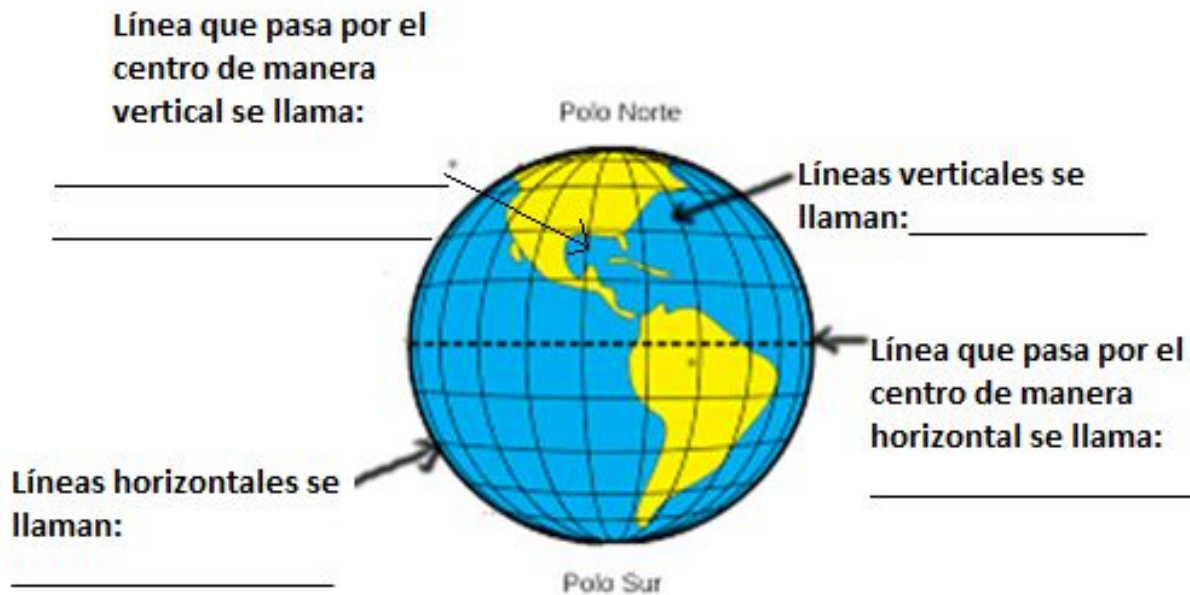 Línea que pasa por el
centro de manera
vertical se llama:
Polo Norte
Líneas verticales se
llaman:
Línea que pasa por el
centro de manera
horizontal se llama:
Líneas horizontales se
llaman:
Polo Sur